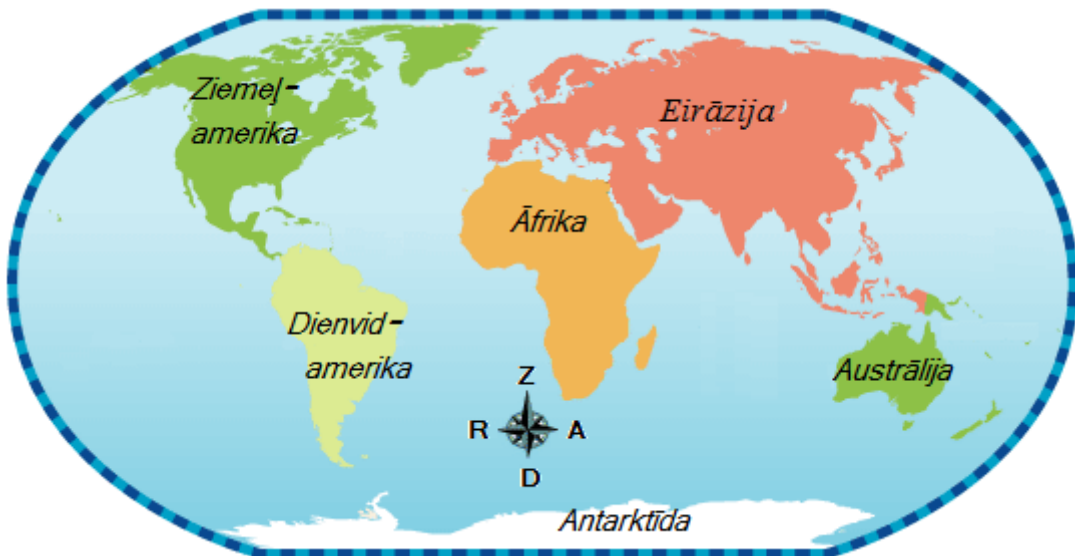 Ziemeļ-
amerika
Eirāzija
Āfrika
Dienvid-
amerika
Austrālija
Z
R A
D
Antarktīda